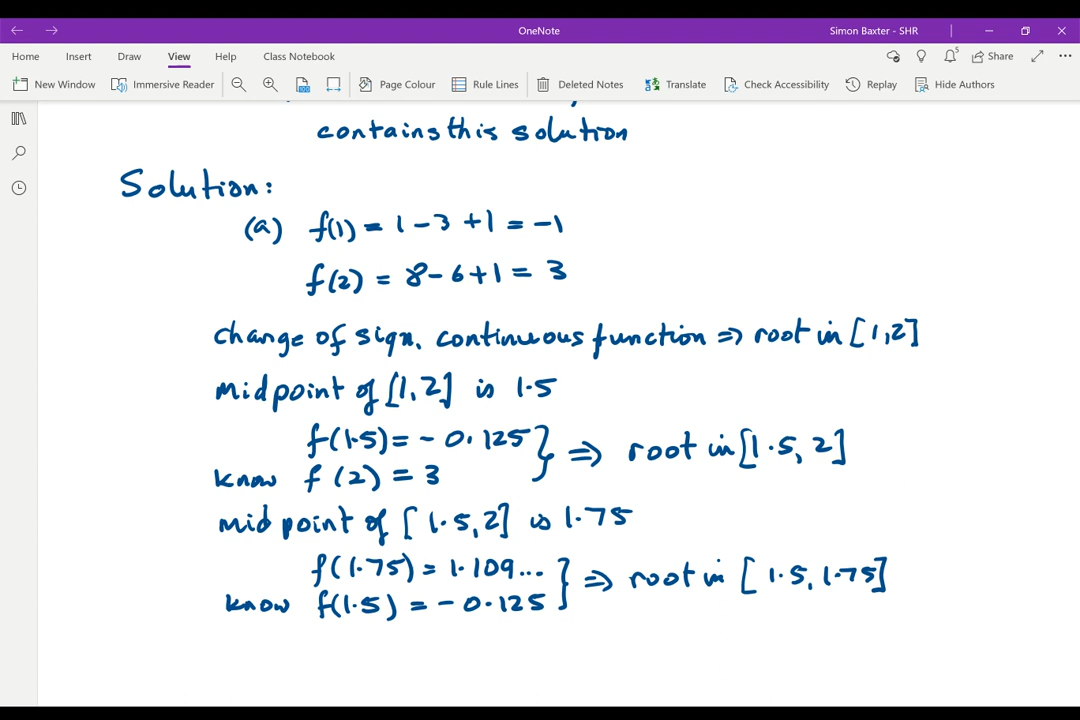 OneNote
Simon Baxter - SHR
Home Insert Draw View Help Class Notebook
5 Share
New Window Immersive Reader Page Colour Rule Lines Deleted Notes Translate Check Accessibility Replay Hide Authors
contains this solution
Solution:
(a) f(1) = 1 - 3 + 1 = -1
f(2) = 8 - 6 + 1 = 3
change of sign. continuous function ⇒ root in [1,2]
midpoint of [1,2] is 1.5
f(1.5) = -0.125 } ⇒ root in [1.5, 2]
know f(2) = 3
midpoint of [1.5,2] is 1.75
f(1.75) = 1.109... } ⇒ root in [1.5, 1.75]
know f(1.5) = -0.125